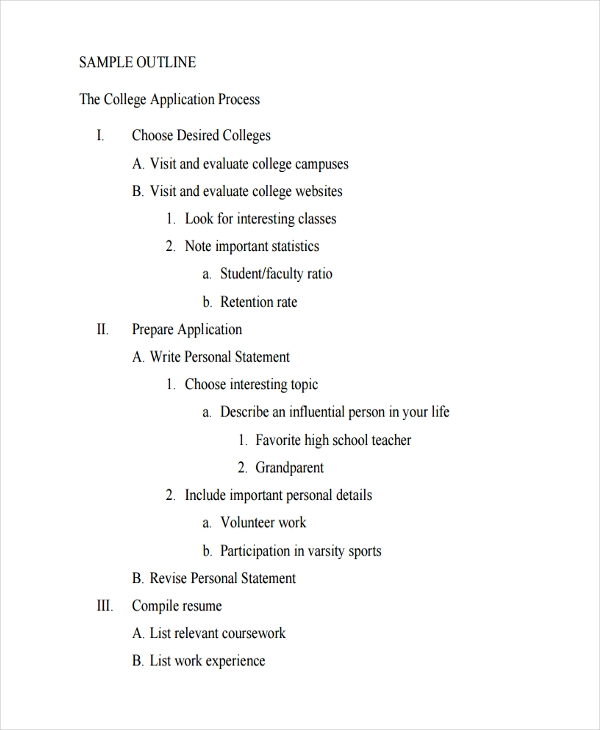 SAMPLE OUTLINE
The College Application Process
I. Choose Desired Colleges
A. Visit and evaluate college campuses
B. Visit and evaluate college websites
1. Look for interesting classes
2. Note important statistics
a. Student/faculty ratio
b. Retention rate
II. Prepare Application
A. Write Personal Statement
1. Choose interesting topic
a. Describe an influential person in your life
1. Favorite high school teacher
2. Grandparent
2. Include important personal details
a. Volunteer work
b. Participation in varsity sports
B. Revise Personal Statement
III. Compile resume
A. List relevant coursework
B. List work experience